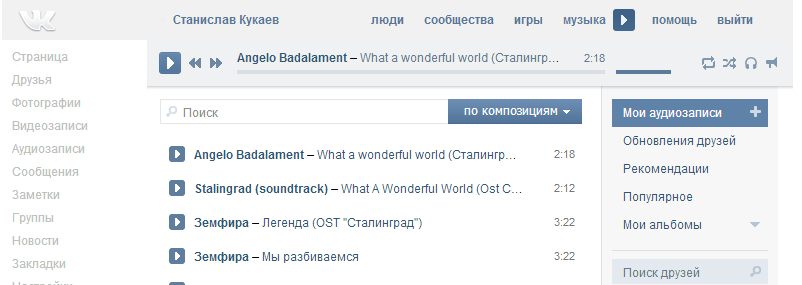 Станислав Кукаев люди сообщества игры музыка помощь выйти
Angelo Badalament – What a wonderful world (Сталингр… 2:18
Страница
Друзья
Фотографии
Видеозаписи
Аудиозаписи
Сообщения
Заметки
Группы
Новости
Закладки
Настройки
Поиск по композициям
Angelo Badalament – What a wonderful world (Сталингр… 2:18
Stalingrad (soundtrack) – What A Wonderful World (Ost C… 2:12
Земфира – Легенда (OST "Сталинград") 3:22
Земфира – Мы разбиваемся 3:22
Мои аудиозаписи
Обновления друзей
Рекомендации
Популярное
Мои альбомы
Поиск друзей